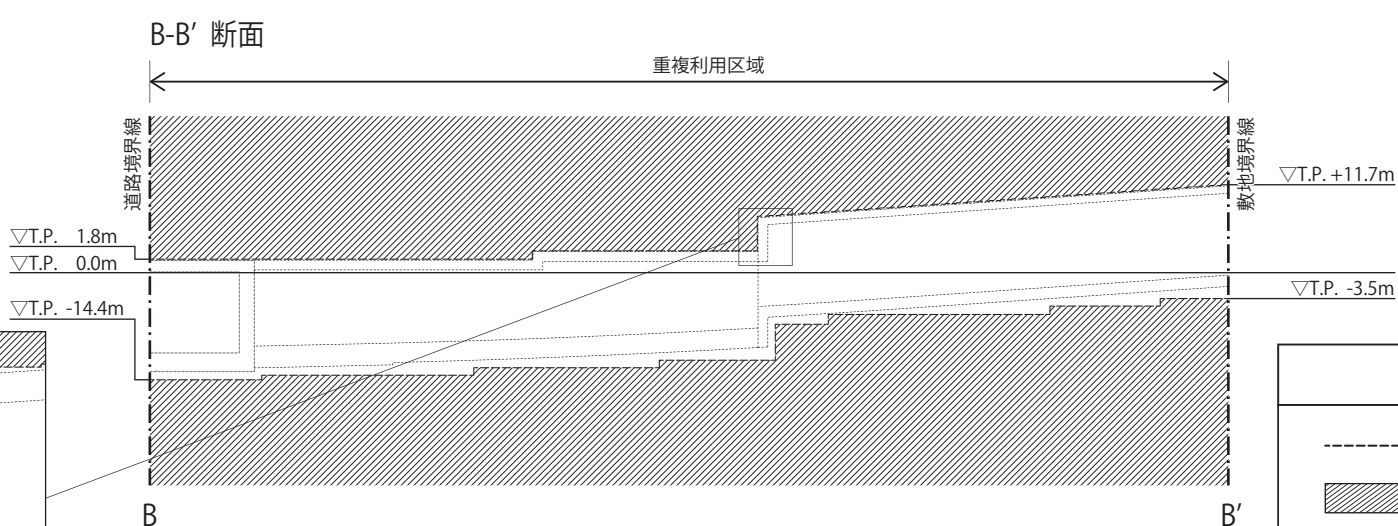 B-B' 断面
重複利用区域
道路境界線
敷地境界線
▽T.P. +11.7m
▽T.P. 1.8m
▽T.P. 0.0m
▽T.P. -3.5m
▽T.P. -14.4m
B
B'